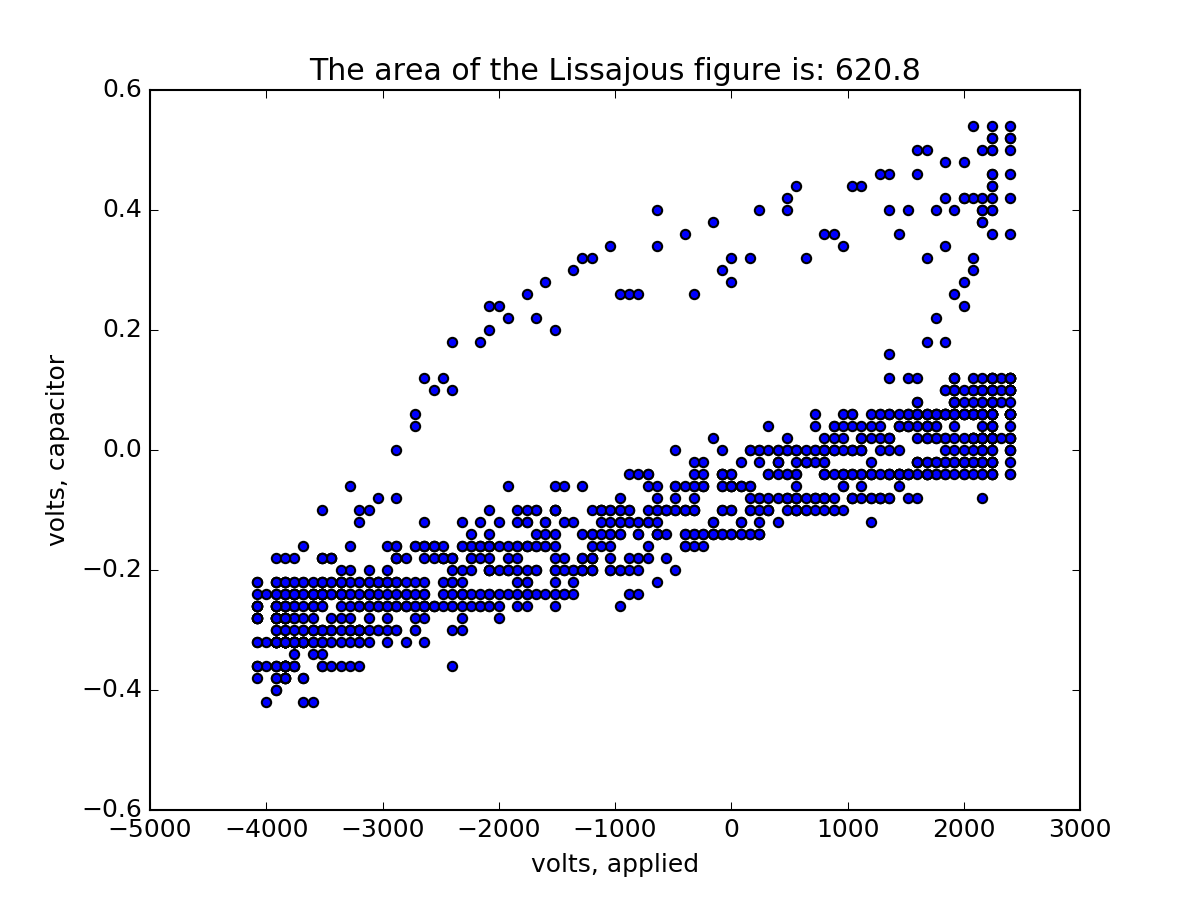 The area of the Lissajous figure is: 620.8
0.6
0.4
0.2
0.0
−0.2
−0.4
−0.6
volts, capacitor
−5000 −4000 −3000 −2000 −1000 0 1000 2000 3000
volts, applied